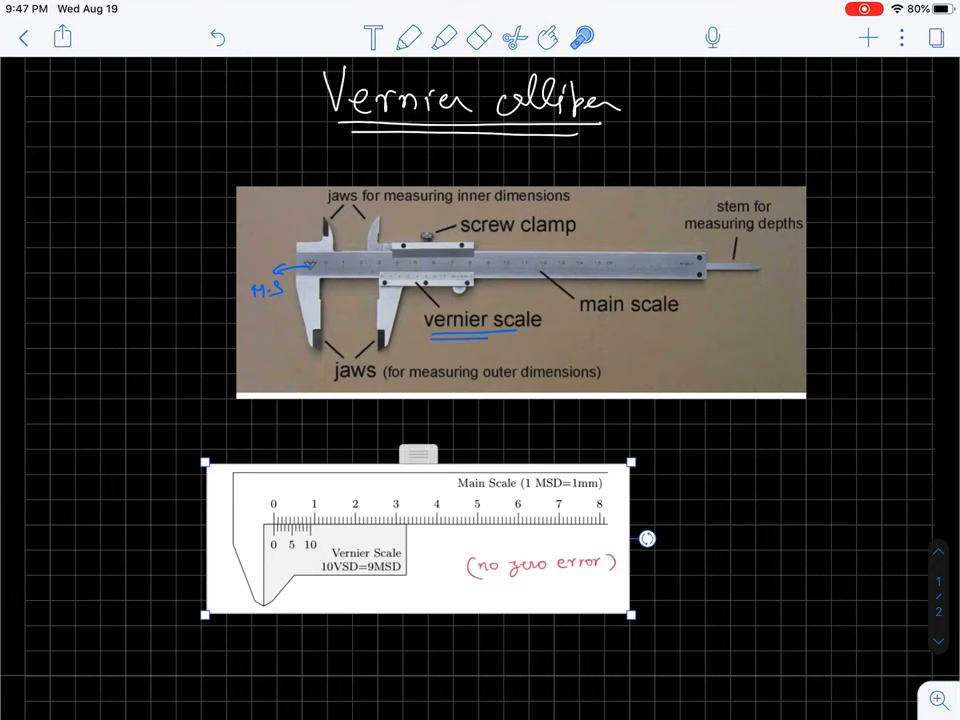 9:47 PM Wed Aug 19
80%
Vernier calliper
jaws for measuring inner dimensions
screw clamp
stem for
measuring depths
M.S
vernier scale
main scale
jaws (for measuring outer dimensions)
Main Scale (1 MSD=1mm)
0 1 2 3 4 5 6 7 8
0 5 10
Vernier Scale
10VSD=9MSD
(no zero error)
1
/
2